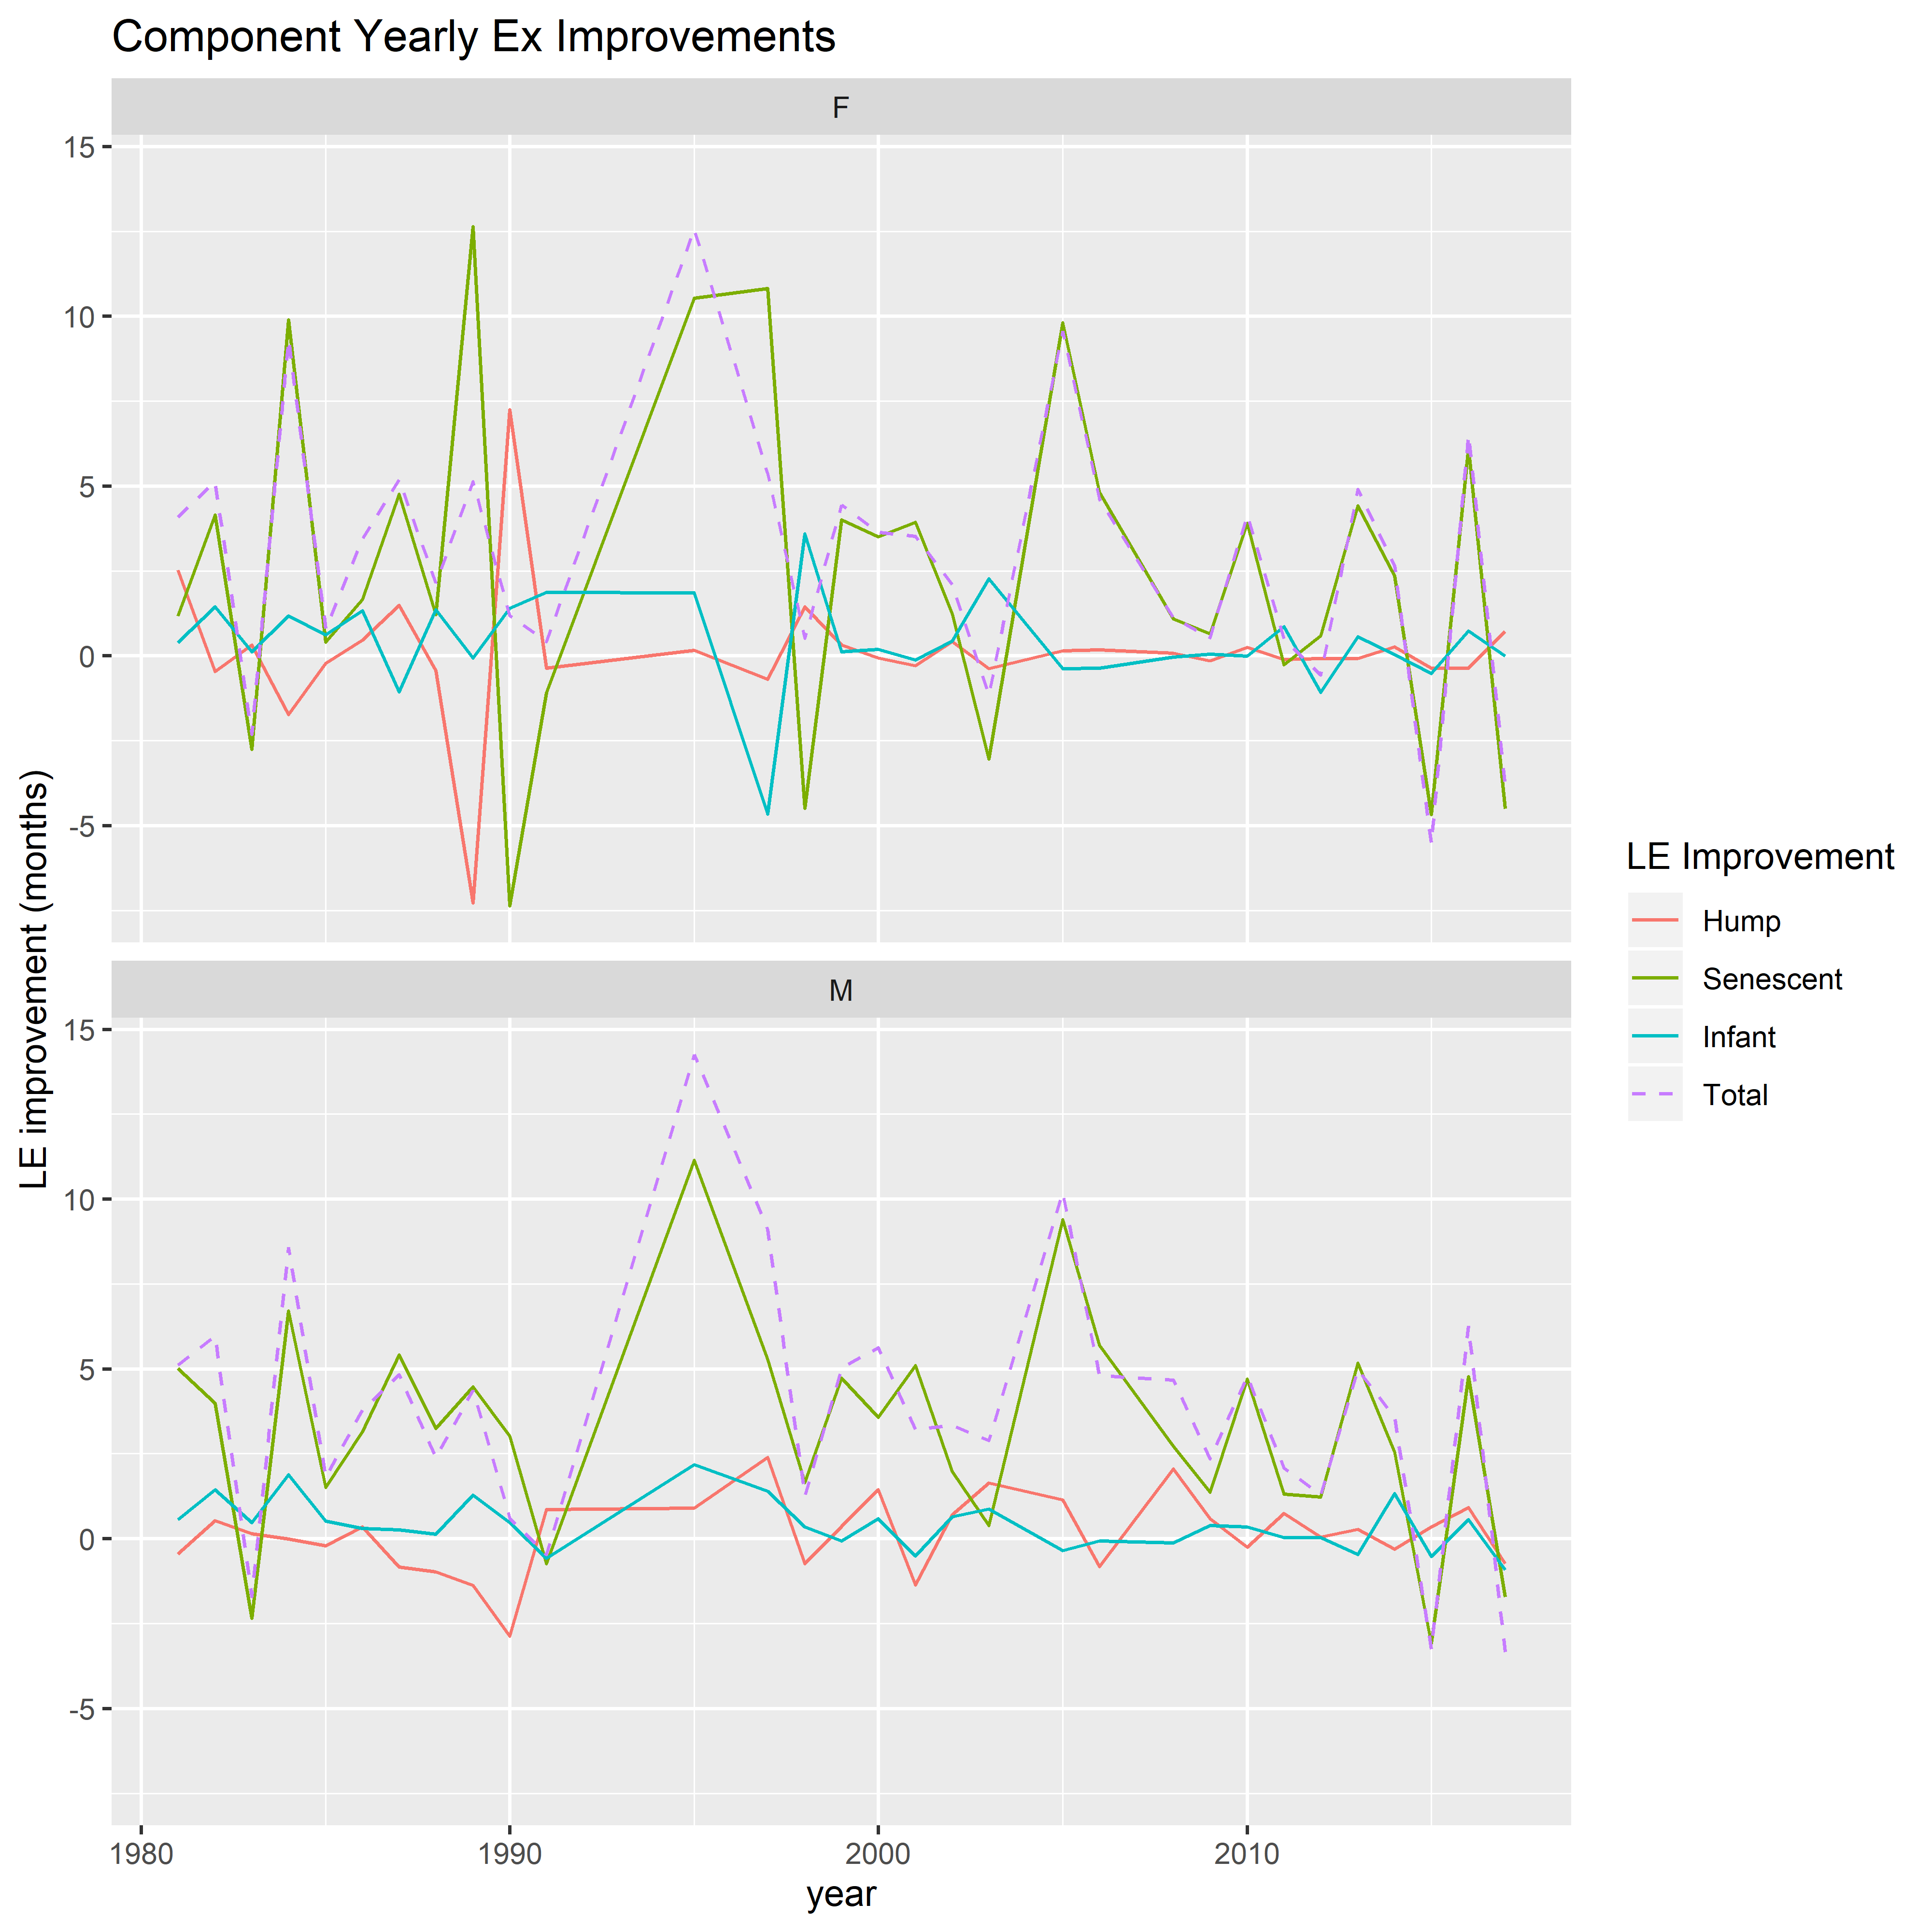 Component Yearly Ex Improvements
F
15
10
5
0
-5
M
15
10
5
0
-5
1980 1990 2000 2010
year
LE improvement (months)
LE Improvement
Hump
Senescent
Infant
Total